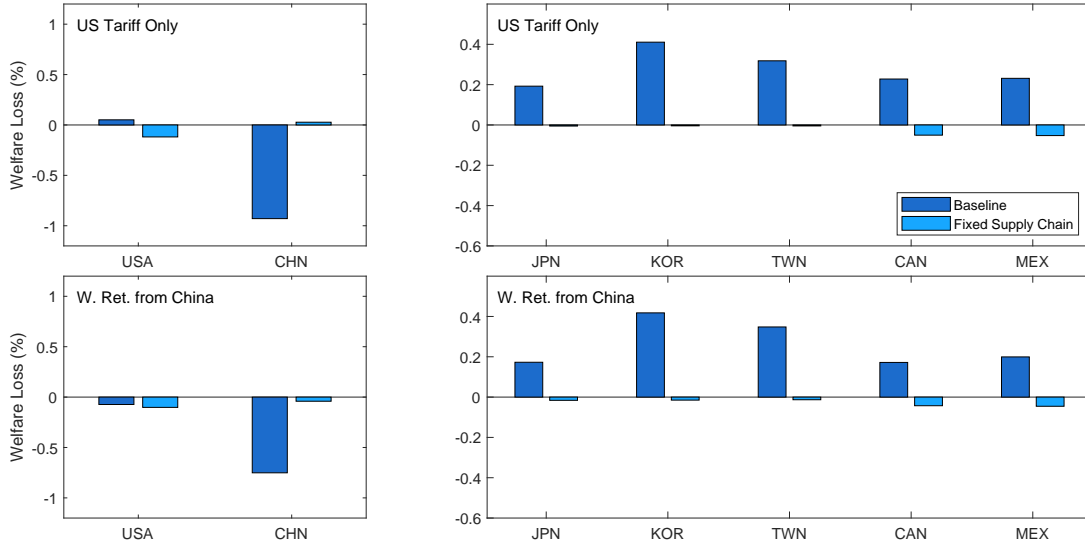 US Tariff Only
Welfare Loss (%)
1
0.5
0
-0.5
-1
USA
CHN
US Tariff Only
0.4
0.2
0
-0.2
-0.4
-0.6
Baseline
Fixed Supply Chain
JPN
KOR
TWN
CAN
MEX
W. Ret. from China
Welfare Loss (%)
1
0.5
0
-0.5
-1
USA
CHN
W. Ret. from China
0.4
0.2
0
-0.2
-0.4
-0.6
JPN
KOR
TWN
CAN
MEX